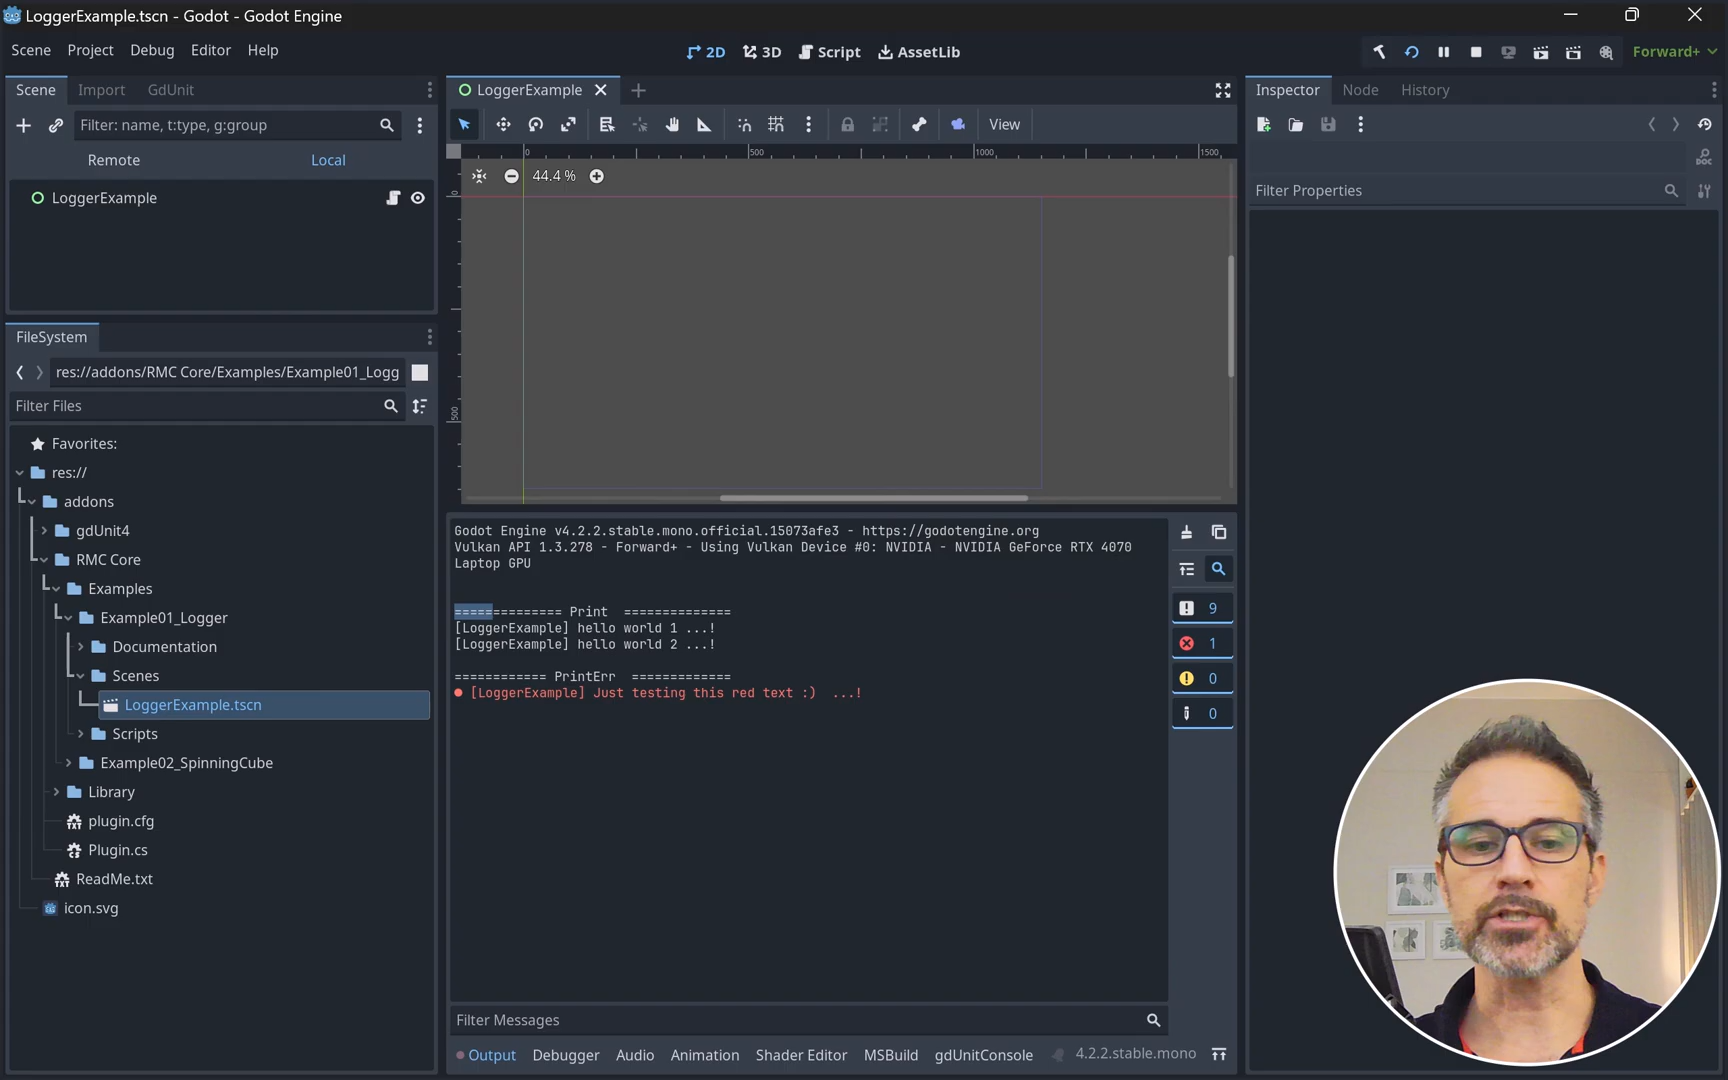 LoggerExample.tscn - Godot - Godot Engine
Scene Project Debug Editor Help
2D 3D Script AssetLib
Forward+
Scene Import GdUnit
Filter: name, t:type, g:group
Remote Local
LoggerExample
FileSystem
res://addons/RMC Core/Examples/Example01_Logg
Filter Files
Favorites:
res://
addons
gdUnit4
RMC Core
Examples
Example01_Logger
Documentation
Scenes
LoggerExample.tscn
Scripts
Example02_SpinningCube
Library
plugin.cfg
Plugin.cs
ReadMe.txt
icon.svg
LoggerExample
View
0 500 1000 1500
0
500
44.4 %
Godot Engine v4.2.2.stable.mono.official.15073afe3 - https://godotengine.org
Vulkan API 1.3.278 - Forward+ - Using Vulkan Device #0: NVIDIA - NVIDIA GeForce RTX 4070
Laptop GPU
============== Print ==============
[LoggerExample] hello world 1 ...!
[LoggerExample] hello world 2 ...!
============ PrintErr =============
[LoggerExample] Just testing this red text :) ...!
9
1
0
0
Filter Messages
Output Debugger Audio Animation Shader Editor MSBuild gdUnitConsole 4.2.2.stable.mono
Inspector Node History
DOC
Filter Properties